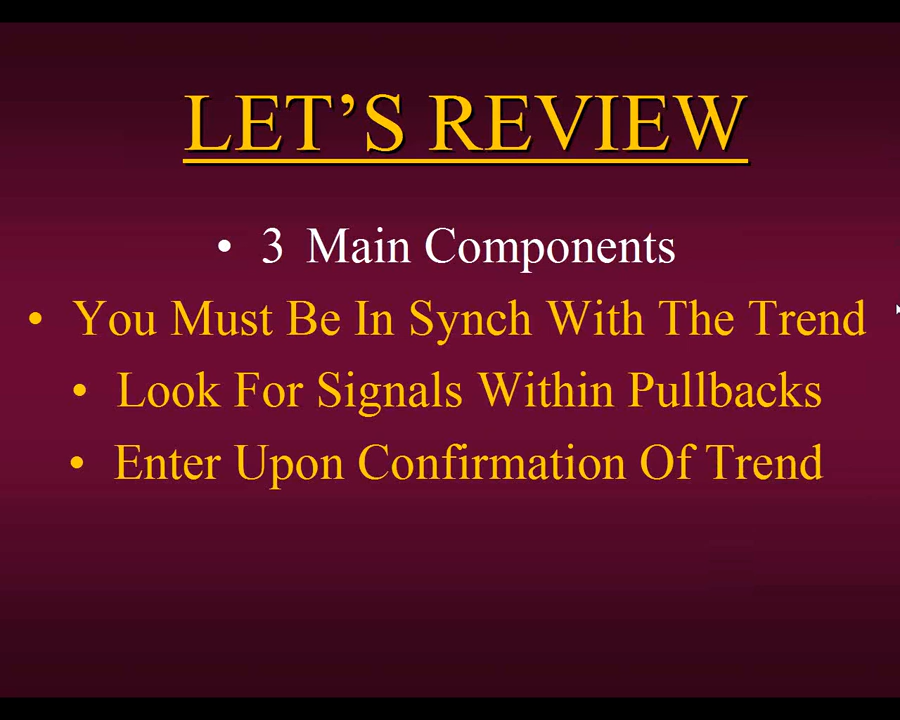 LET’S REVIEW
• 3 Main Components
• You Must Be In Synch With The Trend
• Look For Signals Within Pullbacks
• Enter Upon Confirmation Of Trend